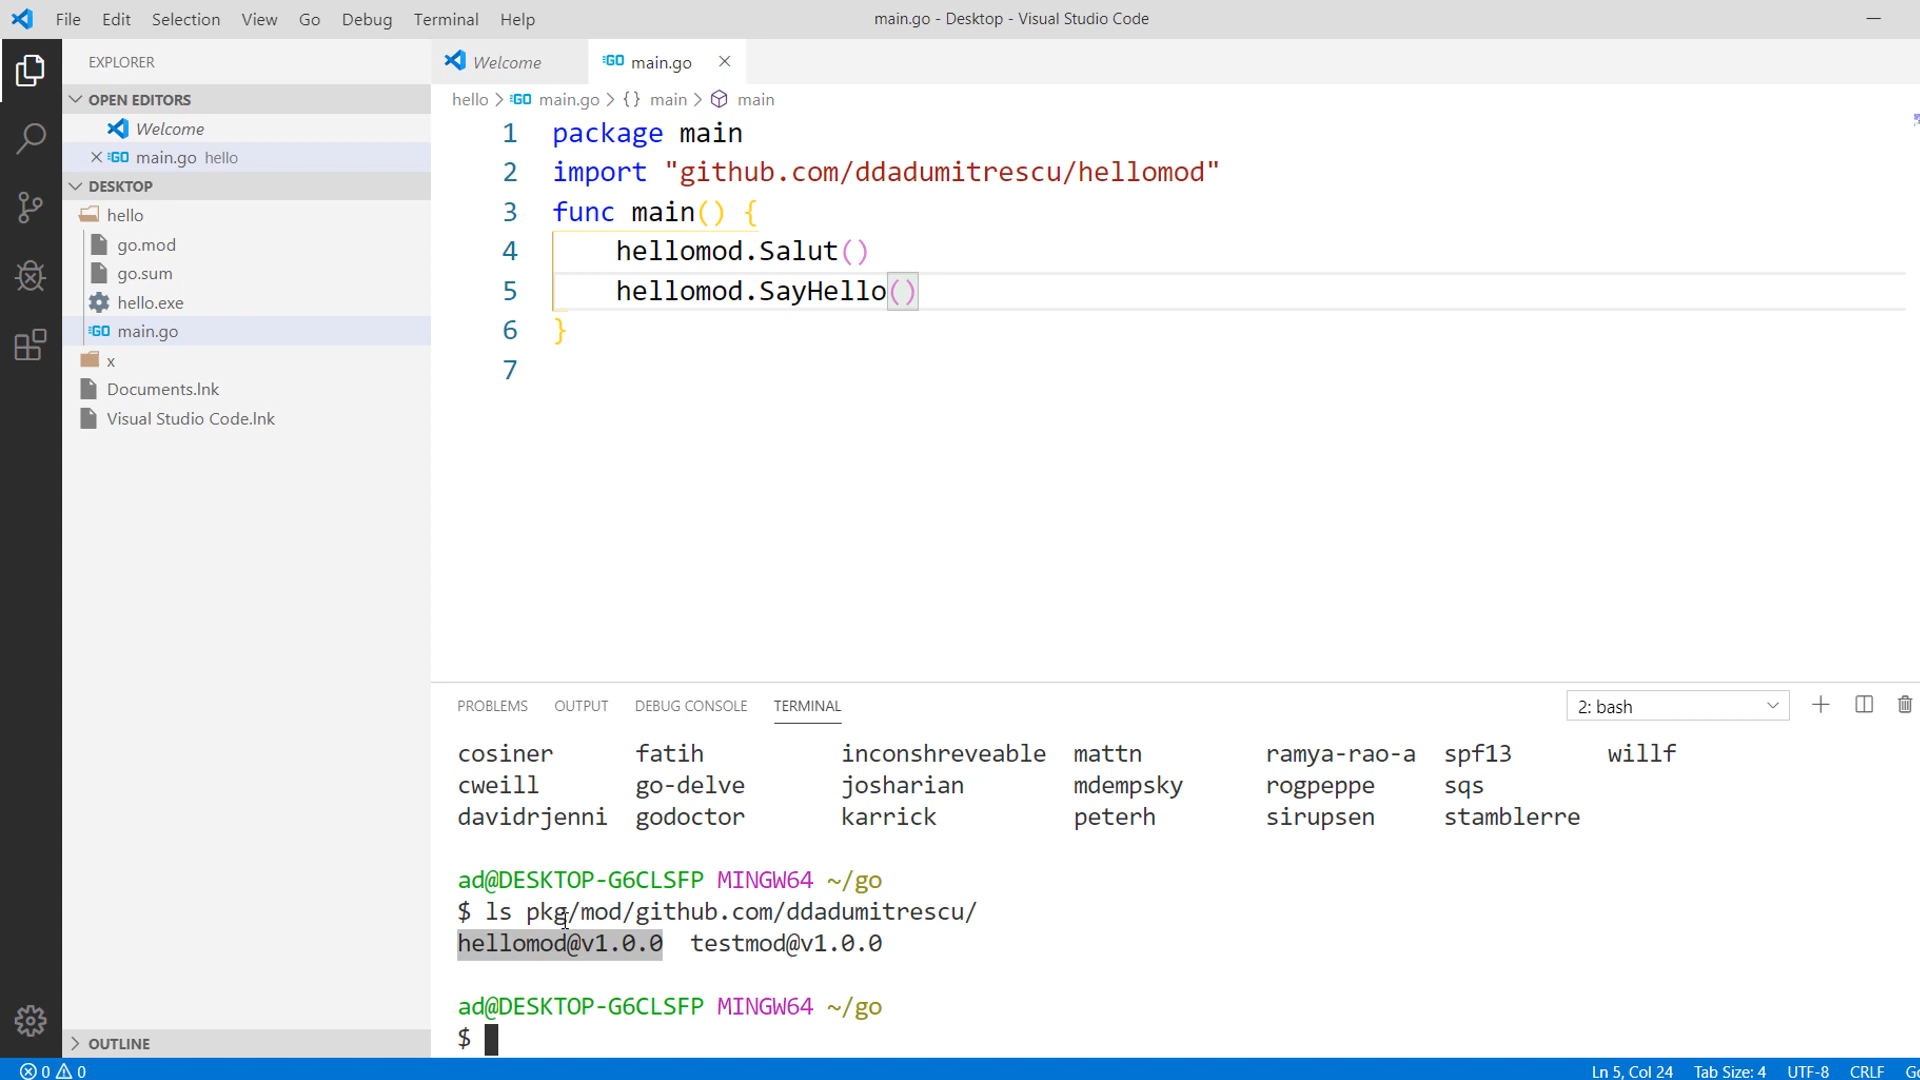 File Edit Selection View Go Debug Terminal Help
main.go - Desktop - Visual Studio Code
EXPLORER
OPEN EDITORS
Welcome
main.go hello
DESKTOP
hello
go.mod
go.sum
hello.exe
main.go
x
Documents.lnk
Visual Studio Code.lnk
OUTLINE
Welcome
GO main.go
hello GO main.go {} main main
1 package main
2 import "github.com/ddadumitrescu/hellomod"
3 func main() {
4 hellomod.Salut()
5 hellomod.SayHello()
6 }
7
PROBLEMS OUTPUT DEBUG CONSOLE TERMINAL
2: bash
cosiner fatih inconshreveable mattn ramya-rao-a spf13 willf
cweill go-delve josharian mdempsky rogpeppe sqs
davidrjenni godoctor karrick peterh sirupsen stamblerre
ad@DESKTOP-G6CLSFP MINGW64 ~/go
$ ls pkg/mod/github.com/ddadumitrescu/
hellomod@v1.0.0 testmod@v1.0.0
ad@DESKTOP-G6CLSFP MINGW64 ~/go
$
0 0
Ln 5, Col 24 Tab Size: 4 UTF-8 CRLF Go